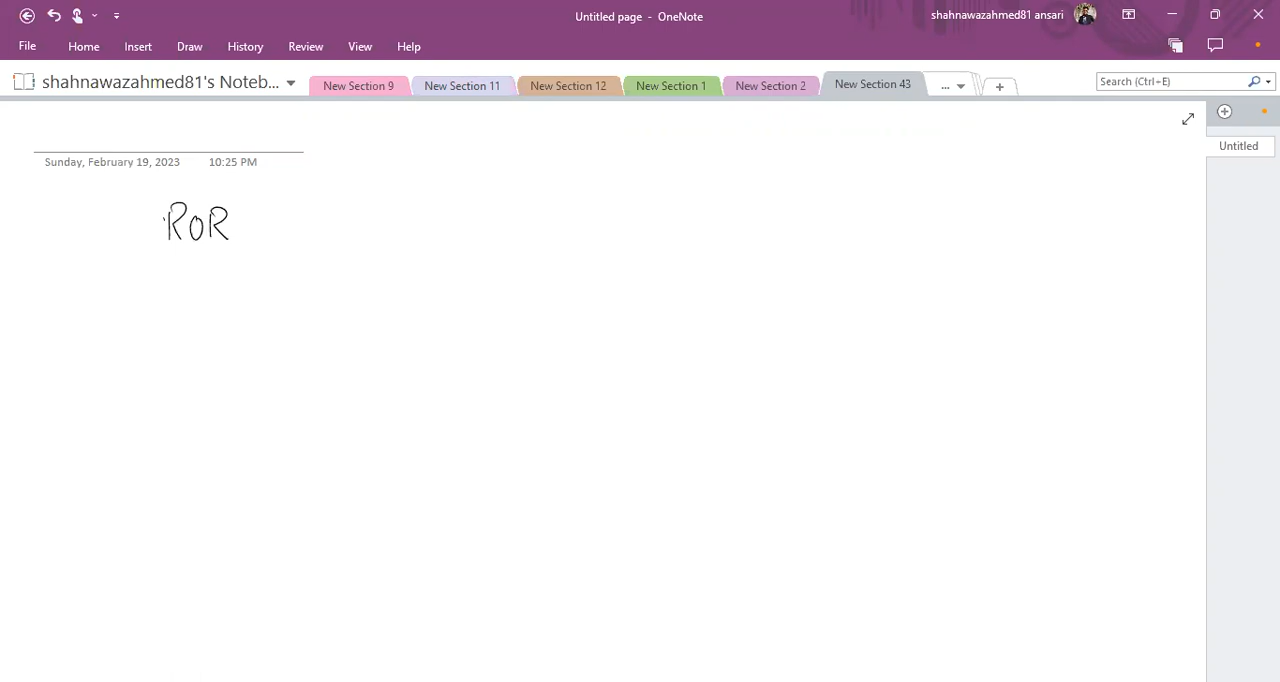 Untitled page - OneNote
shahnawazahmed81 ansari
File Home Insert Draw History Review View Help
shahnawazahmed81's Noteb...
New Section 9
New Section 11
New Section 12
New Section 1
New Section 2
New Section 43
...
+
Search (Ctrl+E)
Untitled
Sunday, February 19, 2023 10:25 PM
ROR